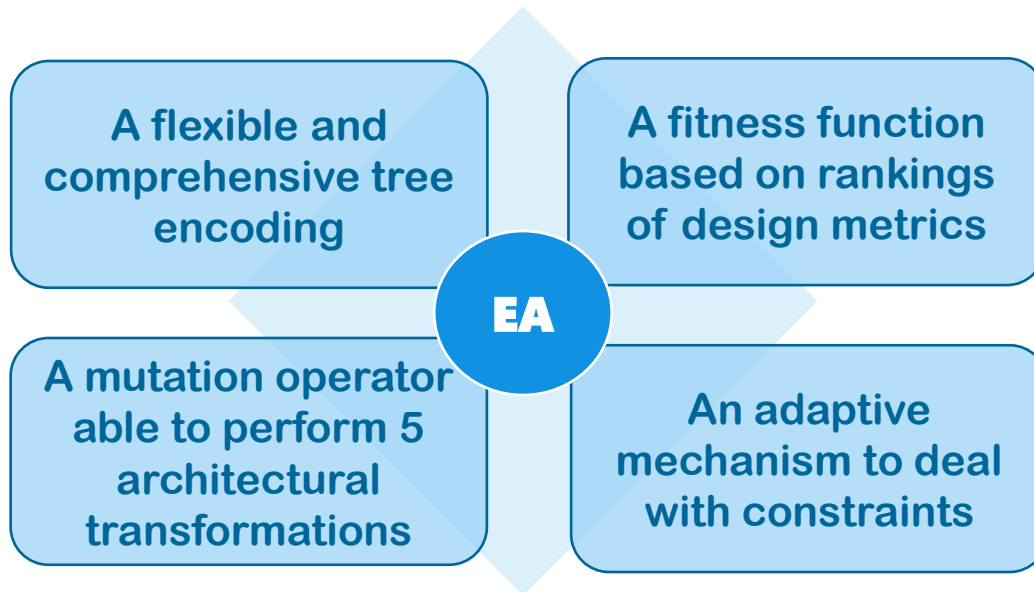 A flexible and
comprehensive tree
encoding
A fitness function
based on rankings
of design metrics
EA
A mutation operator
able to perform 5
architectural
transformations
An adaptive
mechanism to deal
with constraints